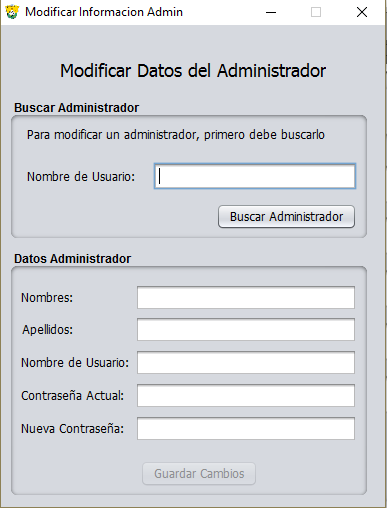 Modificar Informacion Admin
Modificar Datos del Administrador
Buscar Administrador
Para modificar un administrador, primero debe buscarlo
Nombre de Usuario:
Buscar Administrador
Datos Administrador
Nombres:
Apellidos:
Nombre de Usuario:
Contraseña Actual:
Nueva Contraseña:
Guardar Cambios